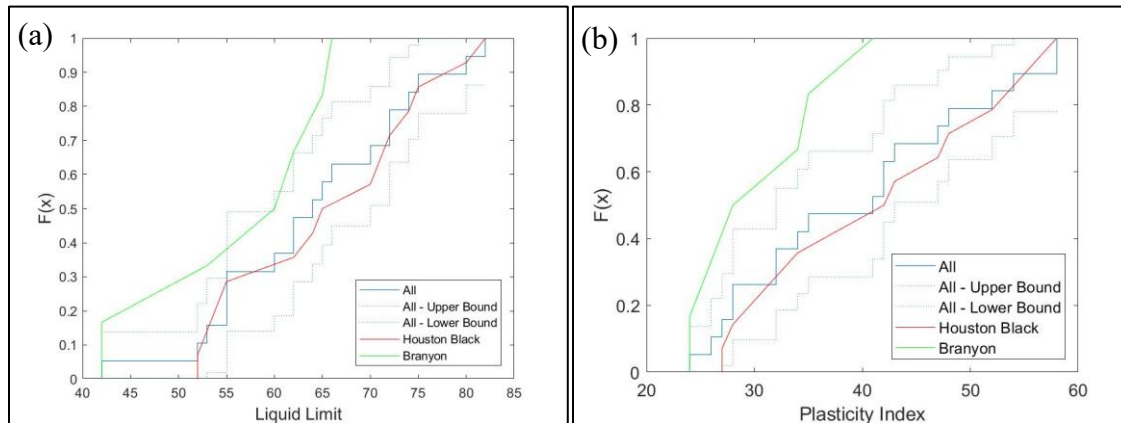 (a)
1
0.9
0.8
0.7
0.6
0.5
0.4
0.3
0.2
0.1
0
F(x)
40 45 50 55 60 65 70 75 80 85
Liquid Limit
All
All - Upper Bound
All - Lower Bound
Houston Black
Branyon
(b)
1
0.8
0.6
0.4
0.2
0
F(x)
20 30 40 50 60
Plasticity Index
All
All - Upper Bound
All - Lower Bound
Houston Black
Branyon